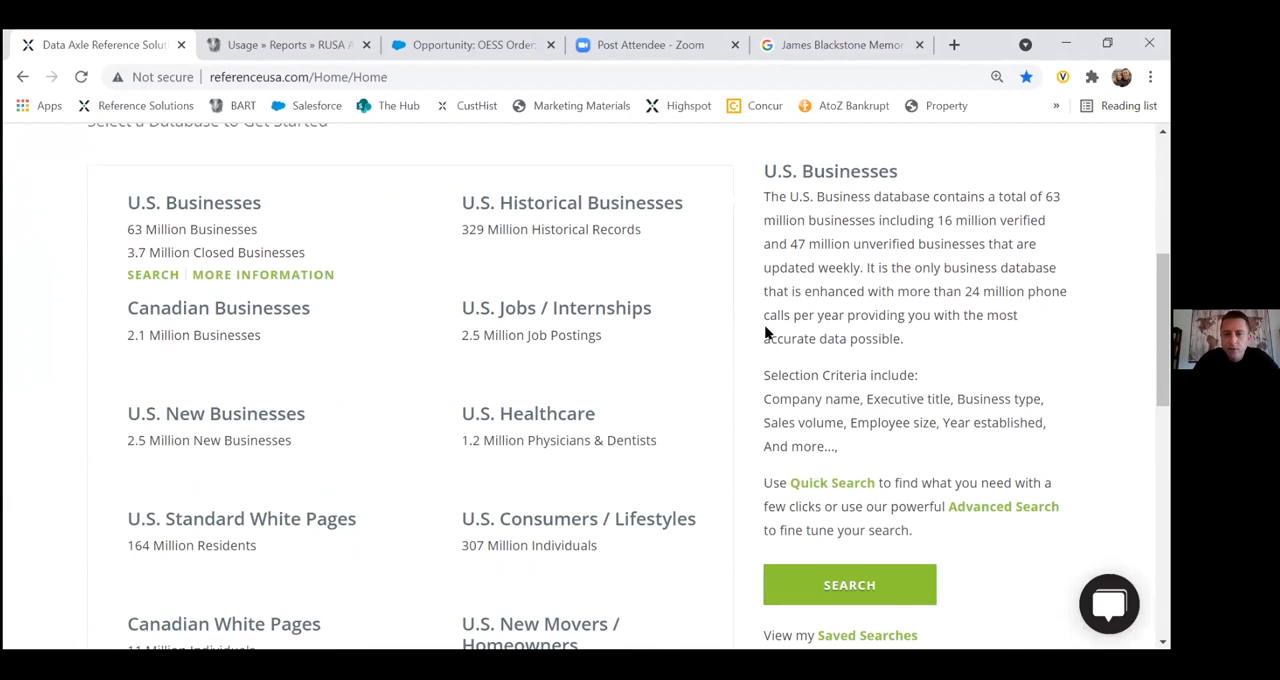 Data Axle Reference Soluti
Usage » Reports » RUSA A
Opportunity: OESS Order:
Post Attendee - Zoom
James Blackstone Memor
Not secure
referenceusa.com/Home/Home
Apps
Reference Solutions
BART
Salesforce
The Hub
CustHist
Marketing Materials
Highspot
Concur
AtoZ Bankrupt
Property
»
Reading list
Select a Database to Get Started
U.S. Businesses
63 Million Businesses
3.7 Million Closed Businesses
SEARCH | MORE INFORMATION
U.S. Historical Businesses
329 Million Historical Records
Canadian Businesses
2.1 Million Businesses
U.S. Jobs / Internships
2.5 Million Job Postings
U.S. New Businesses
2.5 Million New Businesses
U.S. Healthcare
1.2 Million Physicians & Dentists
U.S. Standard White Pages
164 Million Residents
U.S. Consumers / Lifestyles
307 Million Individuals
Canadian White Pages
11 Million Individuals
U.S. New Movers /
Homeowners
U.S. Businesses
The U.S. Business database contains a total of 63
million businesses including 16 million verified
and 47 million unverified businesses that are
updated weekly. It is the only business database
that is enhanced with more than 24 million phone
calls per year providing you with the most
accurate data possible.
Selection Criteria include:
Company name, Executive title, Business type,
Sales volume, Employee size, Year established,
And more...,
Use Quick Search to find what you need with a
few clicks or use our powerful Advanced Search
to fine tune your search.
SEARCH
View my Saved Searches